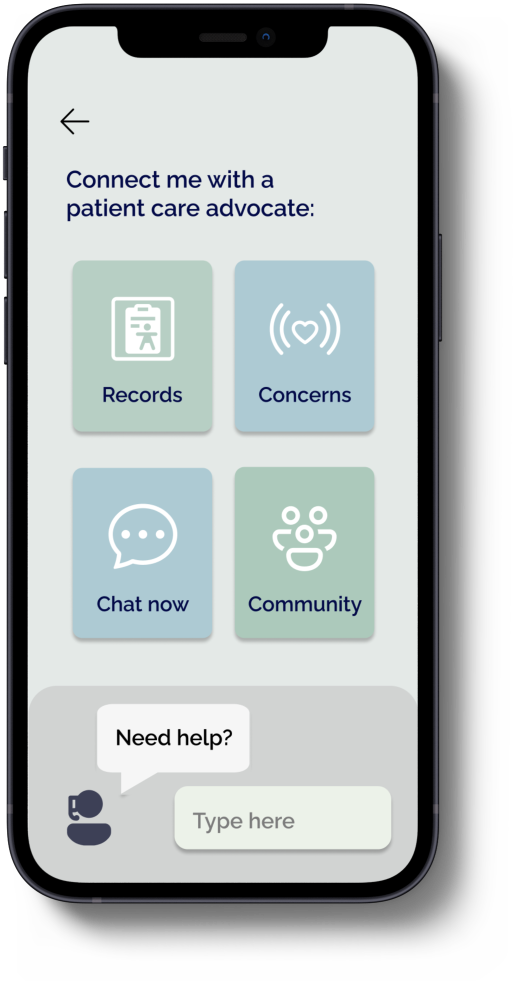 Connect me with a
patient care advocate:
Records
Concerns
Chat now
Community
Need help?
Type here